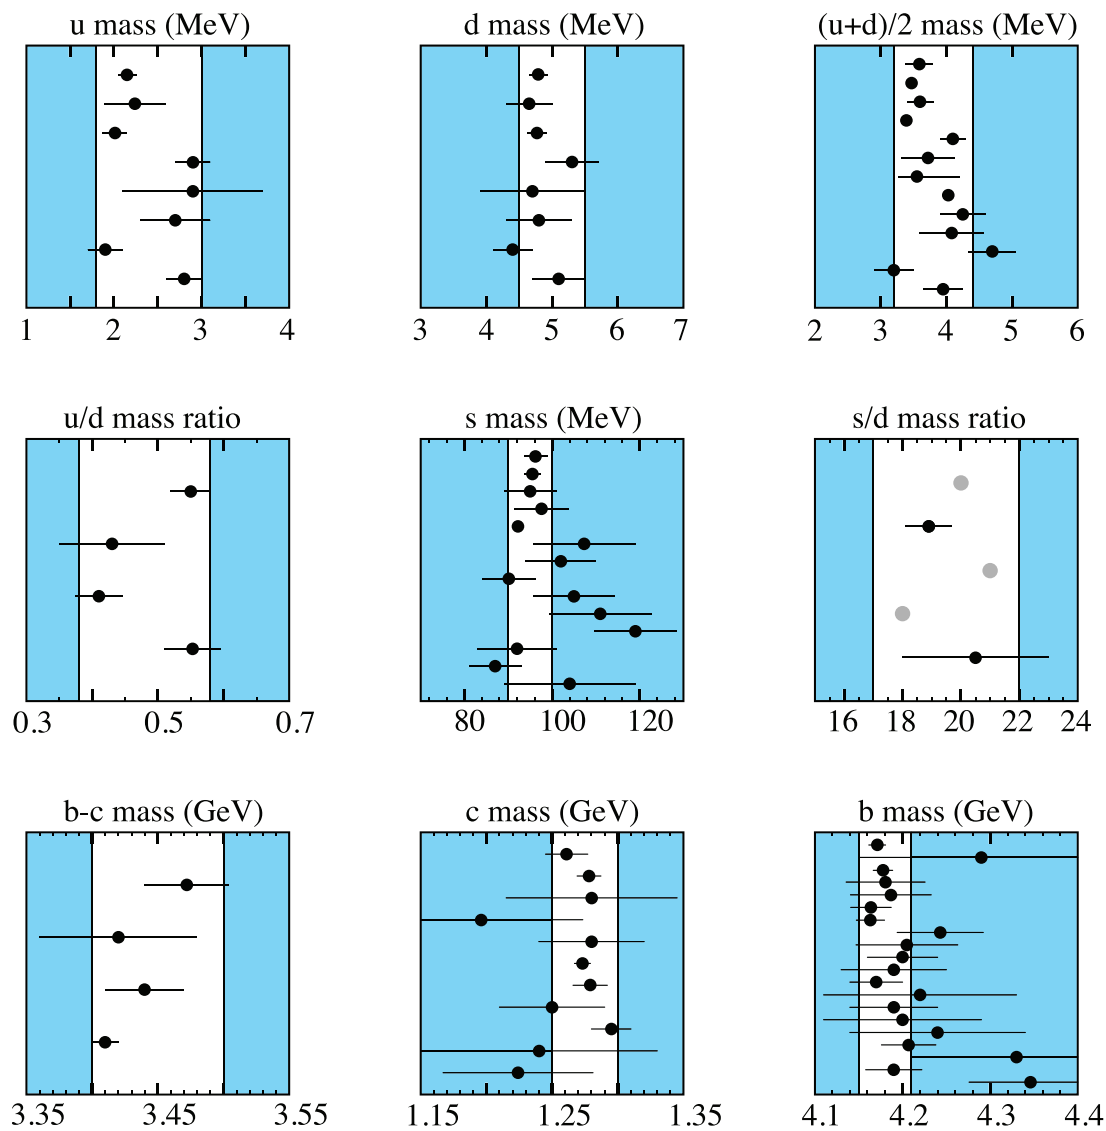 u mass (MeV) d mass (MeV) (u+d)/2 mass (MeV)
1 2 3 4 3 4 5 6 7 2 3 4 5 6
u/d mass ratio s mass (MeV) s/d mass ratio
0.3 0.5 0.7 80 100 120 16 18 20 22 24
b-c mass (GeV) c mass (GeV) b mass (GeV)
3.35 3.45 3.55 1.15 1.25 1.35 4.1 4.2 4.3 4.4